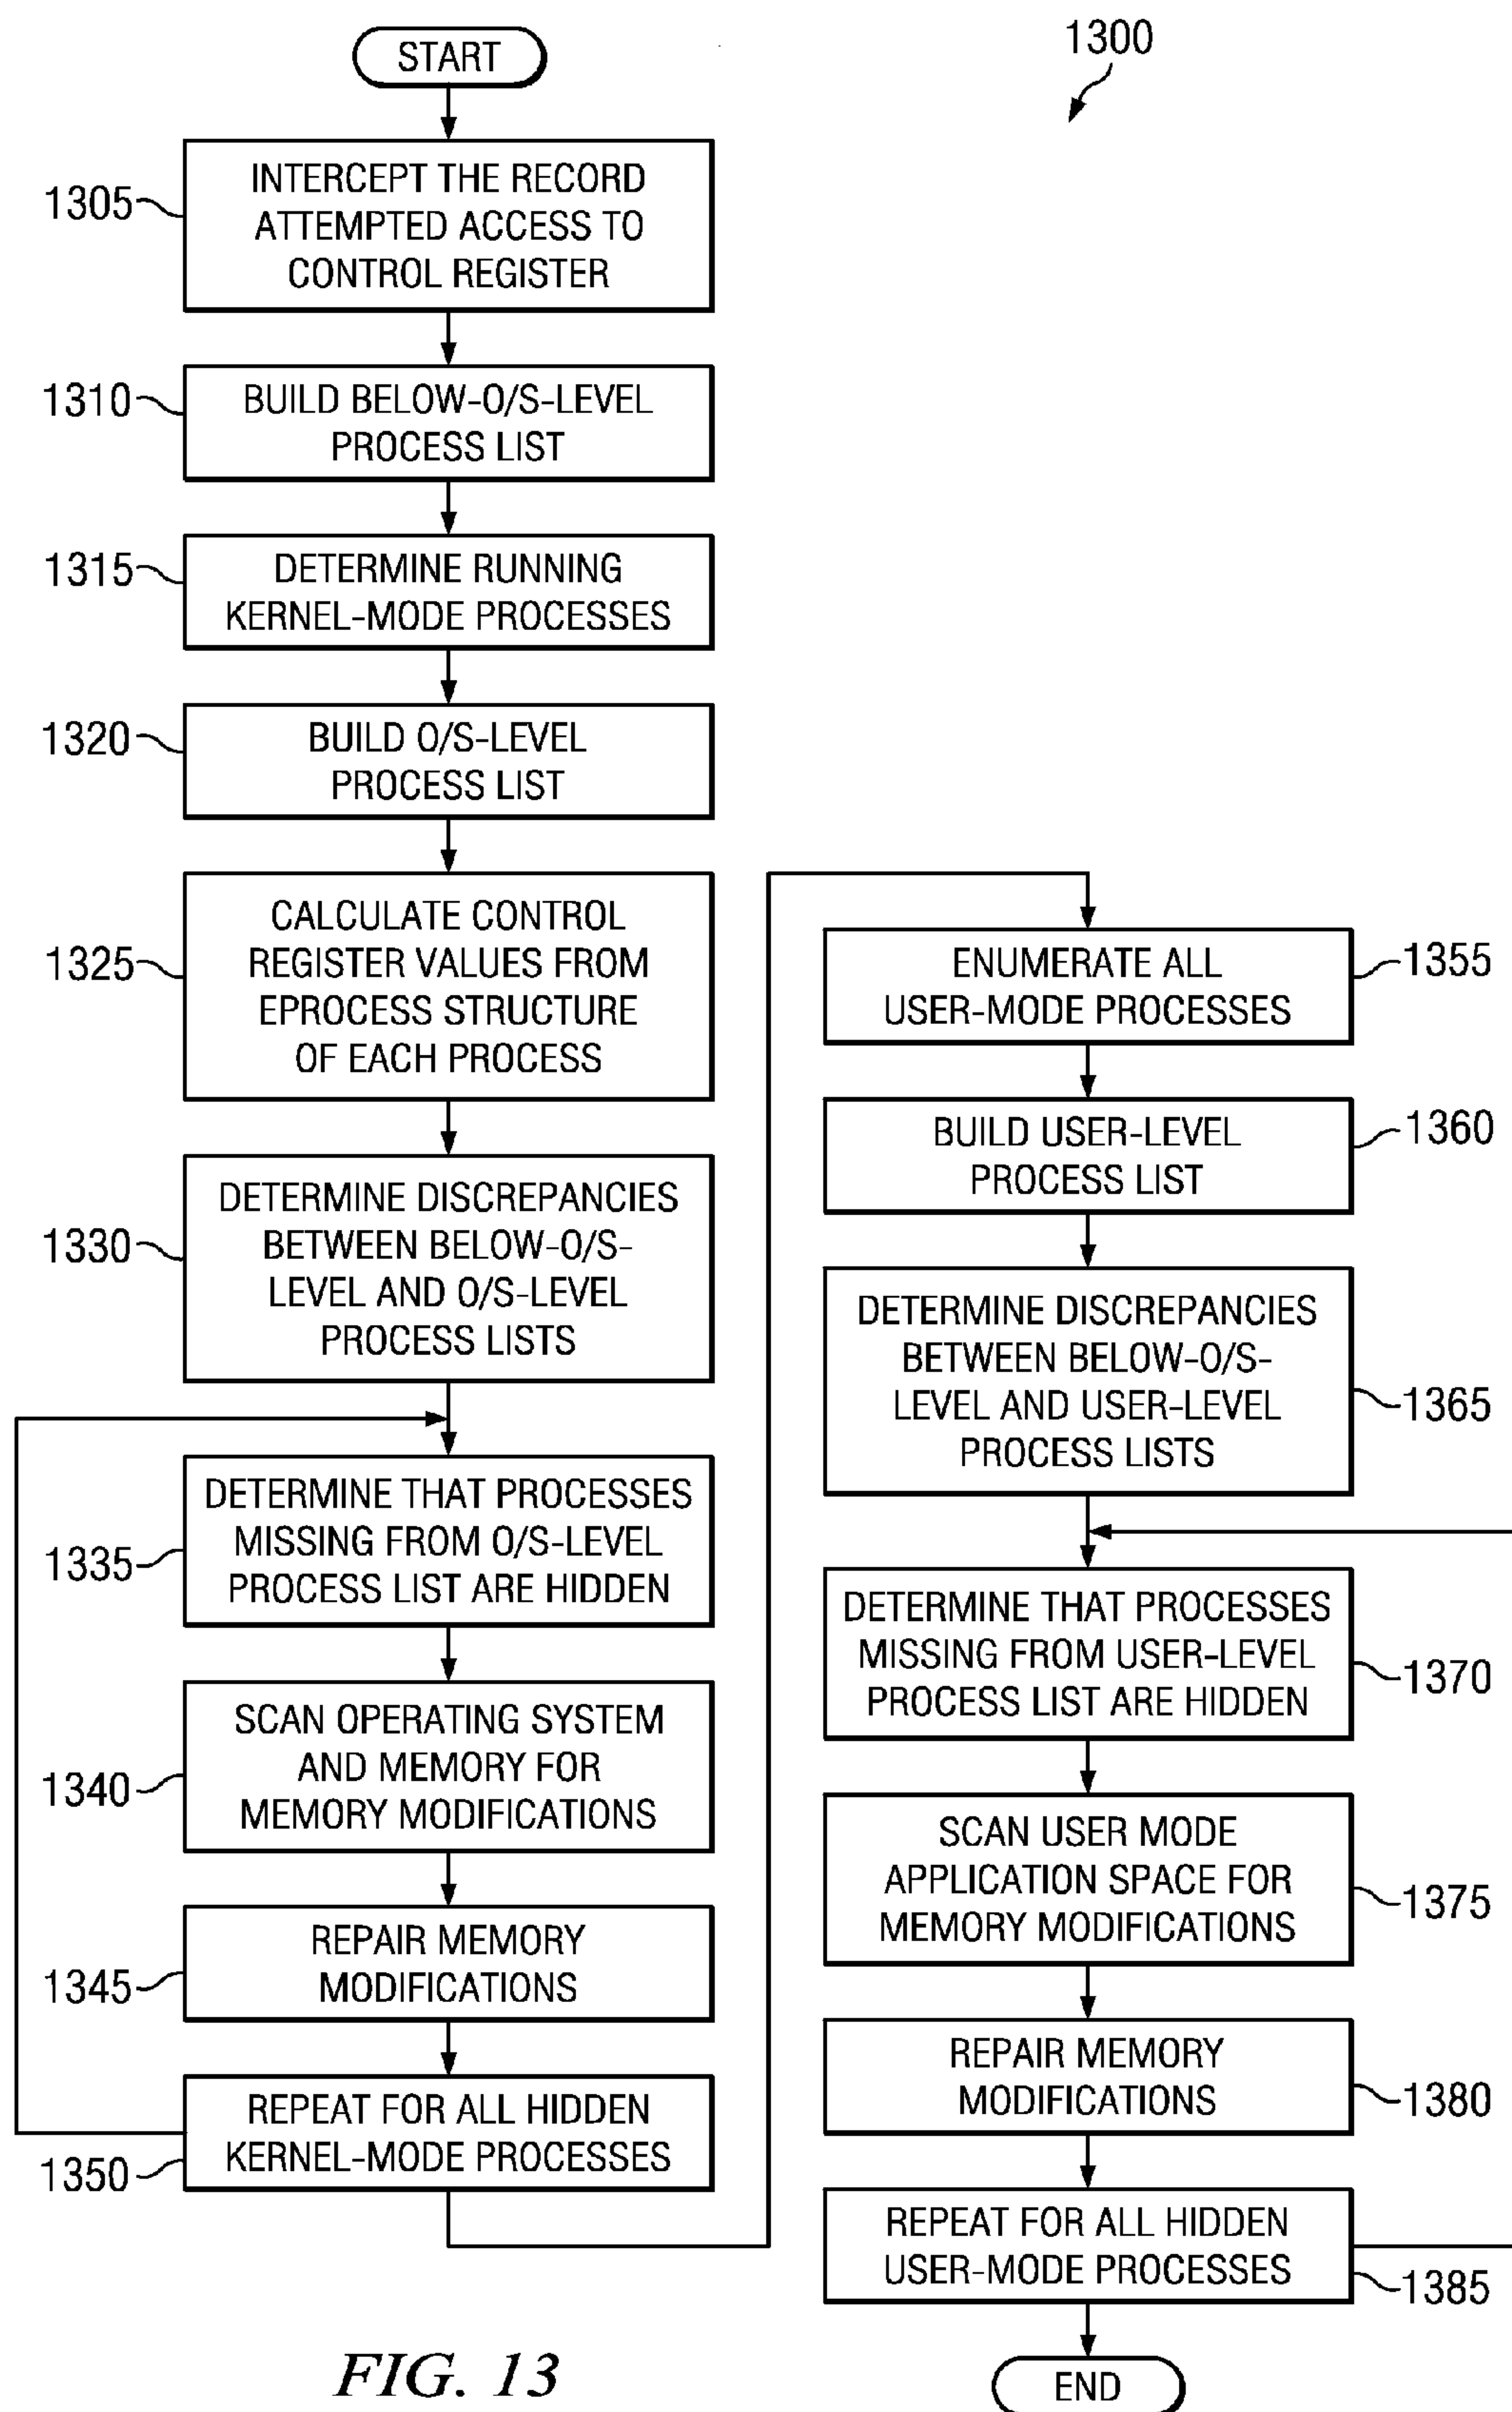 START
1300
1305
INTERCEPT THE RECORD
ATTEMPTED ACCESS TO
CONTROL REGISTER
1310
BUILD BELOW-O/S-LEVEL
PROCESS LIST
1315
DETERMINE RUNNING
KERNEL-MODE PROCESSES
1320
BUILD O/S-LEVEL
PROCESS LIST
1325
CALCULATE CONTROL
REGISTER VALUES FROM
EPROCESS STRUCTURE
OF EACH PROCESS
1330
DETERMINE DISCREPANCIES
BETWEEN BELOW-O/S-
LEVEL AND O/S-LEVEL
PROCESS LISTS
1335
DETERMINE THAT PROCESSES
MISSING FROM O/S-LEVEL
PROCESS LIST ARE HIDDEN
1340
SCAN OPERATING SYSTEM
AND MEMORY FOR
MEMORY MODIFICATIONS
1345
REPAIR MEMORY
MODIFICATIONS
1350
REPEAT FOR ALL HIDDEN
KERNEL-MODE PROCESSES
ENUMERATE ALL
USER-MODE PROCESSES
1355
BUILD USER-LEVEL
PROCESS LIST
1360
DETERMINE DISCREPANCIES
BETWEEN BELOW-O/S-
LEVEL AND USER-LEVEL
PROCESS LISTS
1365
DETERMINE THAT PROCESSES
MISSING FROM USER-LEVEL
PROCESS LIST ARE HIDDEN
1370
SCAN USER MODE
APPLICATION SPACE FOR
MEMORY MODIFICATIONS
1375
REPAIR MEMORY
MODIFICATIONS
1380
REPEAT FOR ALL HIDDEN
USER-MODE PROCESSES
1385
END
FIG. 13